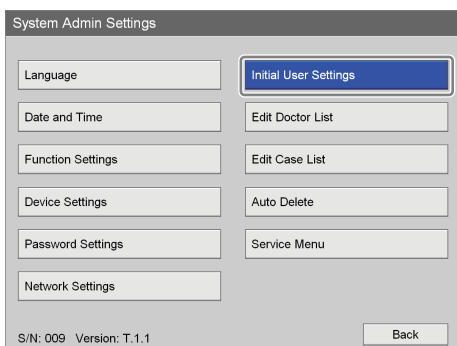 System Admin Settings
Language
Initial User Settings
Date and Time
Edit Doctor List
Function Settings
Edit Case List
Device Settings
Auto Delete
Password Settings
Service Menu
Network Settings
S/N: 009 Version: T.1.1
Back